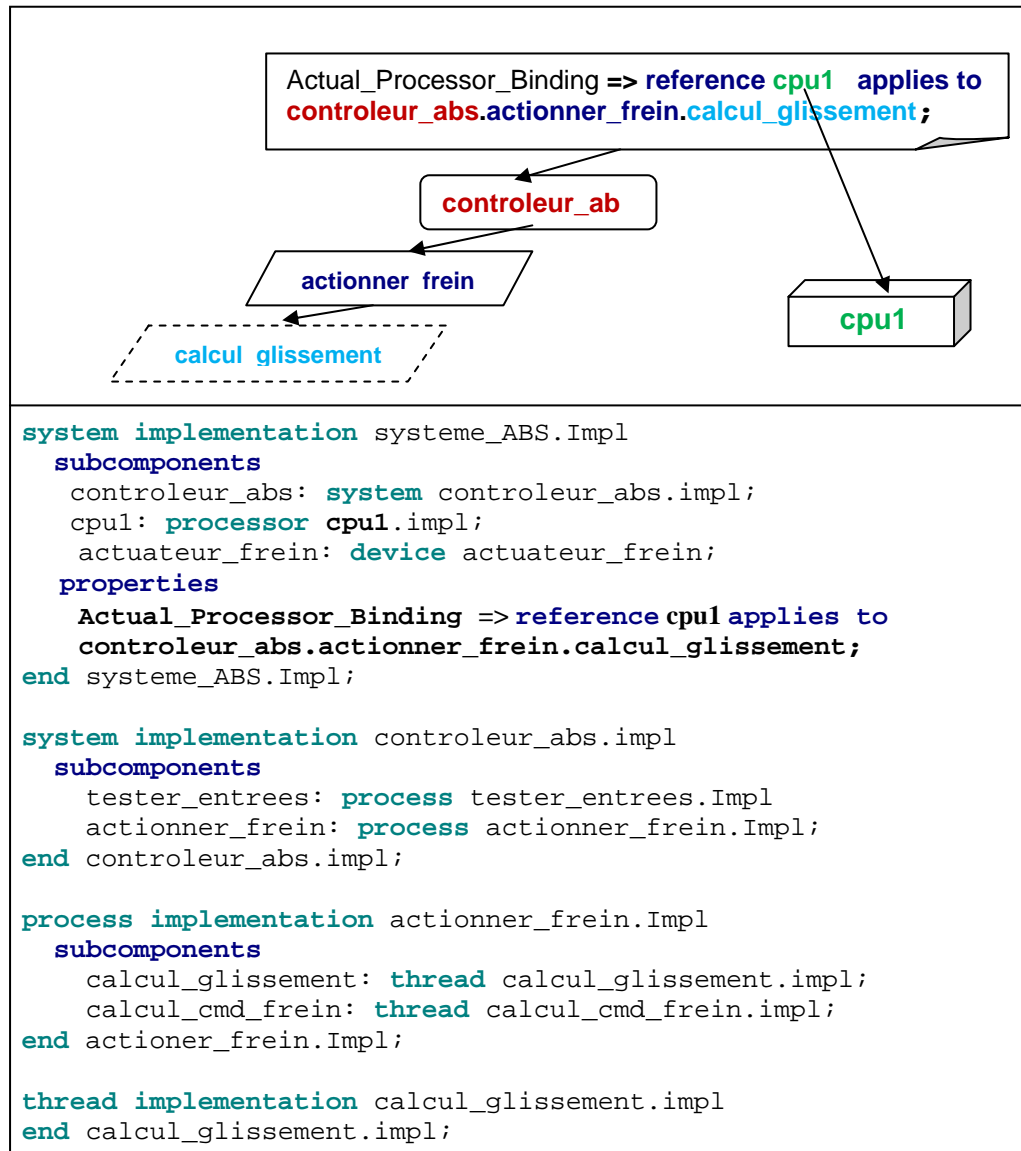 Actual_Processor_Binding => reference cpu1 applies to
controleur_abs.actionner_frein.calcul_glissement;
controleur_ab
actionner frein
cpu1
calcul glissement
system implementation systeme_ABS.Impl
subcomponents
controleur_abs: system controleur_abs.impl;
cpu1: processor cpu1.impl;
actuateur_frein: device actuateur_frein;
properties
Actual_Processor_Binding => reference cpu1 applies to
controleur_abs.actionner_frein.calcul_glissement;
end systeme_ABS.Impl;
system implementation controleur_abs.impl
subcomponents
tester_entrees: process tester_entrees.Impl
actionner_frein: process actionner_frein.Impl;
end controleur_abs.impl;
process implementation actionner_frein.Impl
subcomponents
calcul_glissement: thread calcul_glissement.impl;
calcul_cmd_frein: thread calcul_cmd_frein.impl;
end actioner_frein.Impl;
thread implementation calcul_glissement.impl
end calcul_glissement.impl;